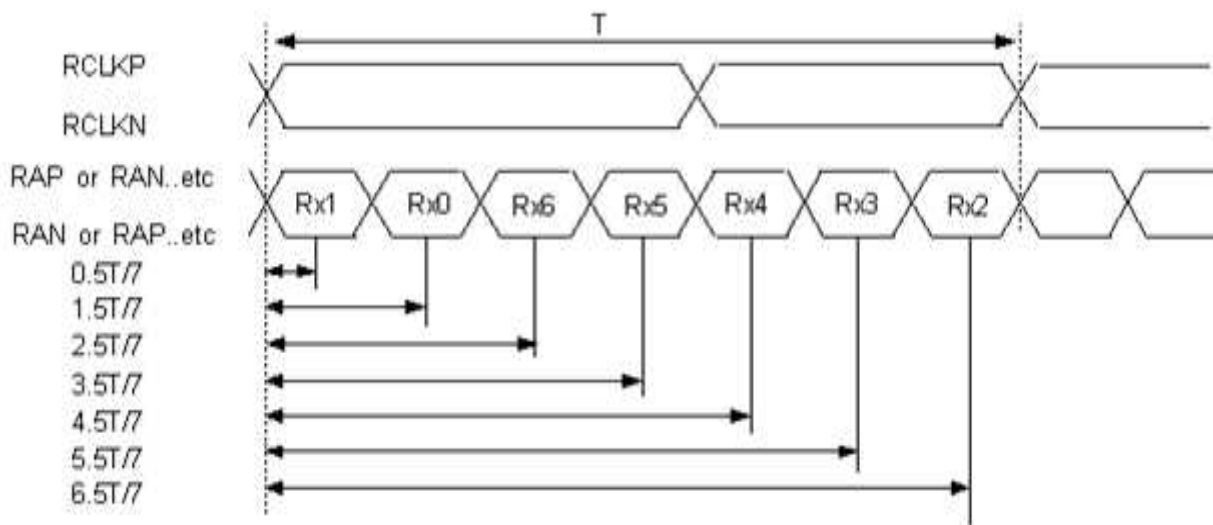 T
RCLKP
RCLKN
RAP or RAN..etc
Rx1 Rx0 Rx6 Rx5 Rx4 Rx3 Rx2
RAN or RAP..etc
0.5T/7
1.5T/7
2.5T/7
3.5T/7
4.5T/7
5.5T/7
6.5T/7